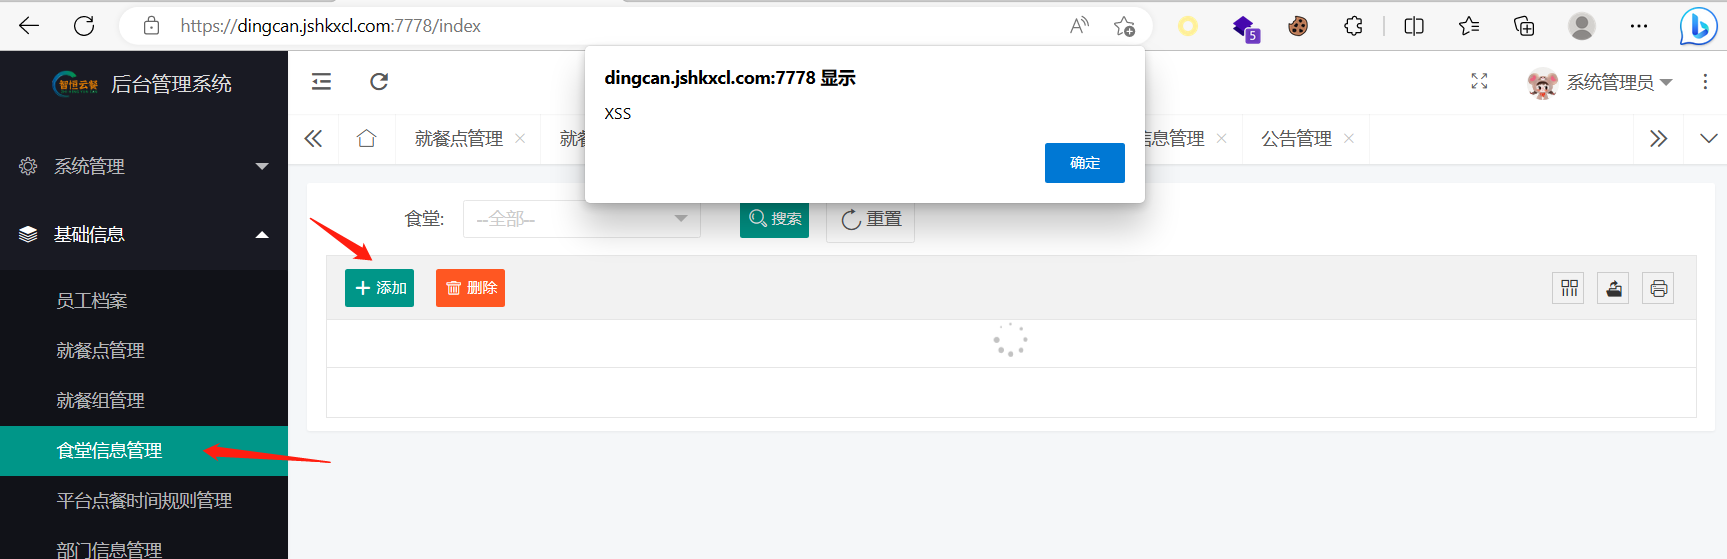 https://dingcan.jshkxcl.com:7778/index
5
智恒云餐 后台管理系统
dingcan.jshkxcl.com:7778 显示
XSS
确定
系统管理员
就餐点管理
就
息管理
公告管理
系统管理
基础信息
员工档案
就餐点管理
就餐组管理
食堂信息管理
平台点餐时间规则管理
部门信息管理
食堂:
--全部--
搜索
重置
添加
删除